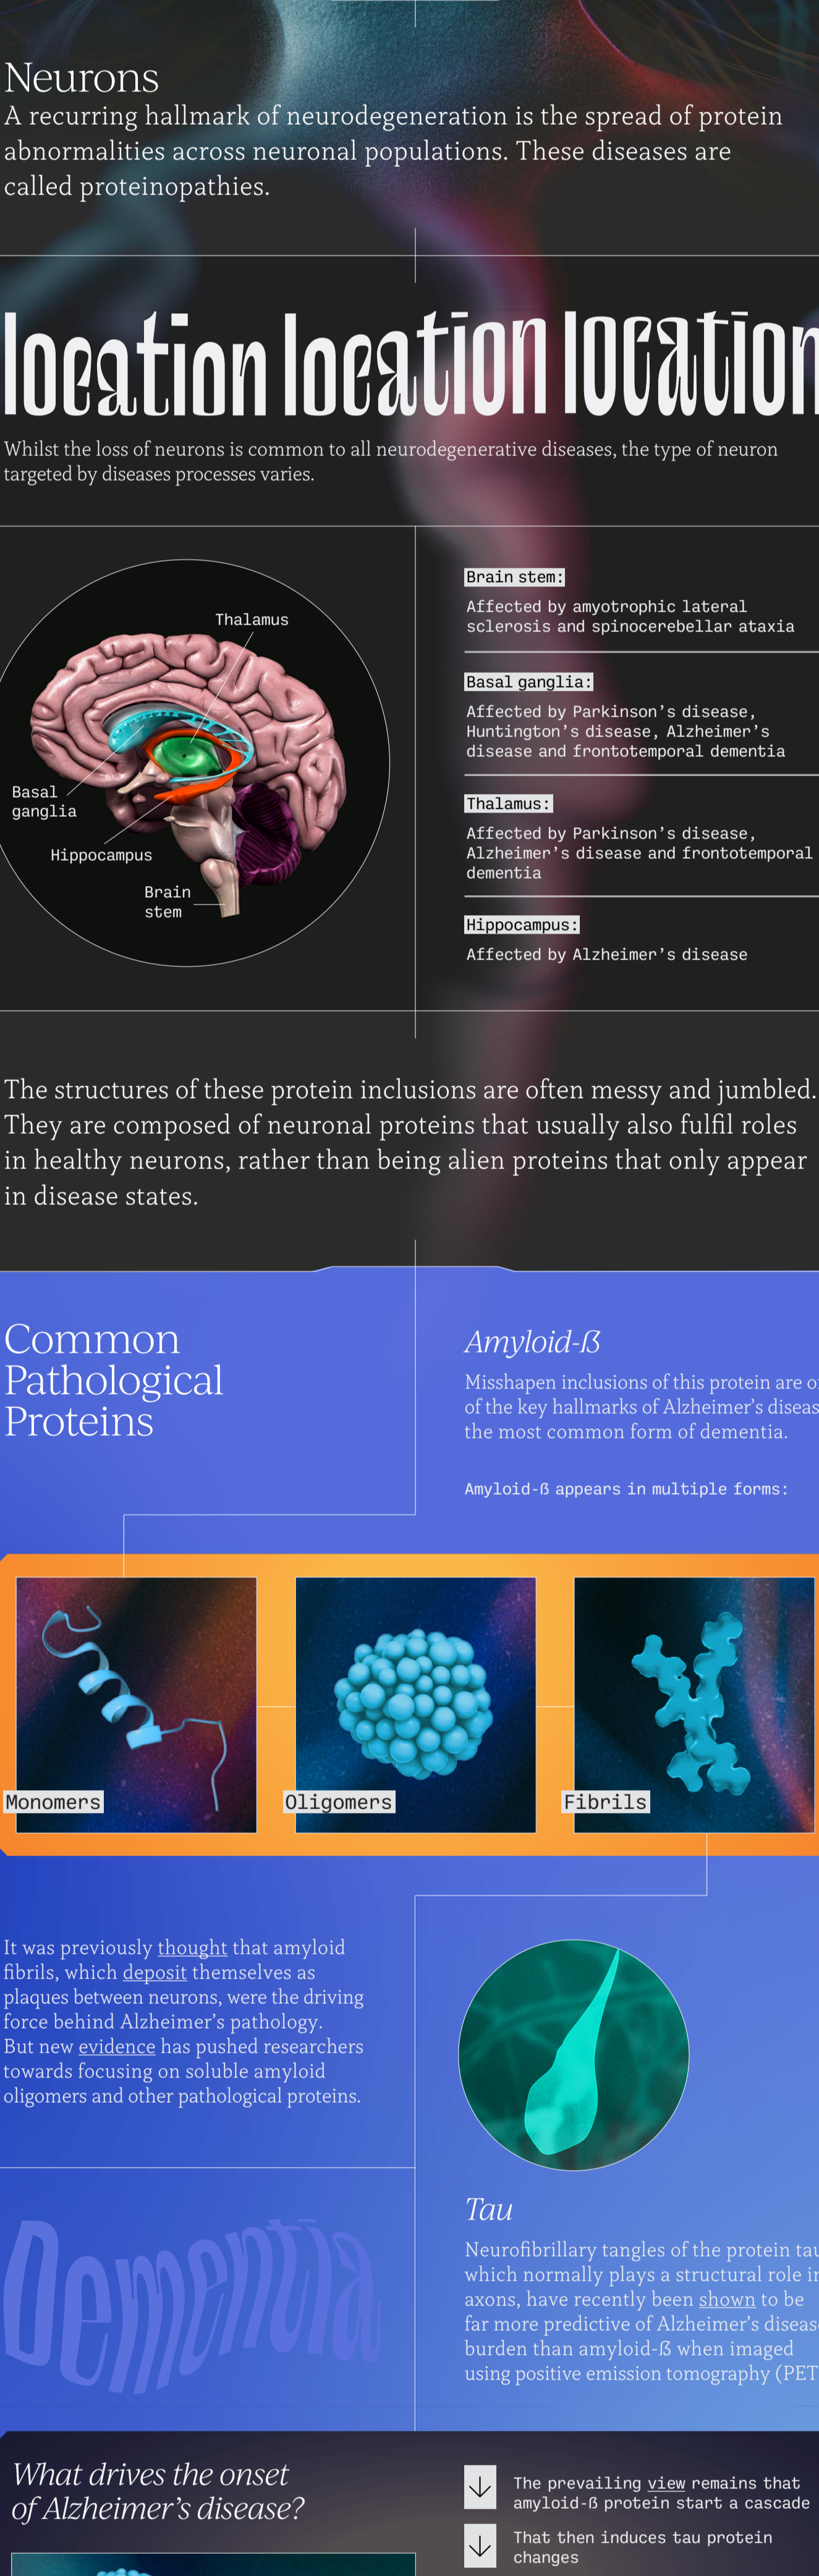 Neurons
A recurring hallmark of neurodegeneration is the spread of protein
abnormalities across neuronal populations. These diseases are
called proteinopathies.
location location location
Whilst the loss of neurons is common to all neurodegenerative diseases, the type of neuron
targeted by diseases processes varies.
Thalamus
Basal
ganglia
Hippocampus
Brain
stem
Brain stem:
Affected by amyotrophic lateral
sclerosis and spinocerebellar ataxia
Basal ganglia:
Affected by Parkinson's disease,
Huntington's disease, Alzheimer's
disease and frontotemporal dementia
Thalamus:
Affected by Parkinson's disease,
Alzheimer's disease and frontotemporal
dementia
Hippocampus:
Affected by Alzheimer's disease
The structures of these protein inclusions are often messy and jumbled.
They are composed of neuronal proteins that usually also fulfil roles
in healthy neurons, rather than being alien proteins that only appear
in disease states.
Common
Pathological
Proteins
Amyloid-ß
Misshapen inclusions of this protein are
of the key hallmarks of Alzheimer's
the most common form of dementia.
Amyloid-ß appears in multiple forms:
Monomers
Oligomers
Fibrils
It was previously thought that amyloid
fibrils, which deposit themselves as
plaques between neurons, were the driving
force behind Alzheimer's pathology.
But new evidence has pushed researchers
towards focusing on soluble amyloid
oligomers and other pathological proteins.
Dementia
Tau
Neurofibrillary tangles of the protein tau
which normally plays a structural role in
axons, have recently been shown to be
far more predictive of Alzheimer's
burden than amyloid-ß when imaged
using positive emission tomography (PET
What drives the onset
of Alzheimer's disease?
The prevailing view remains that
amyloid-ß protein start a cascade
That then induces tau protein
changes